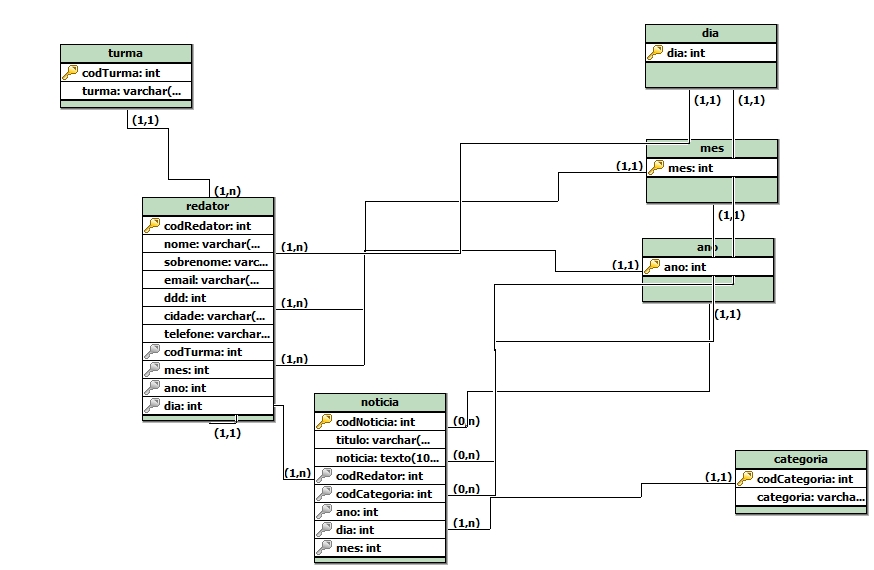 turma
codTurma: int
turma: varchar(...
(1,1)
(1,n)
redator
codRedator: int
nome: varchar(...
sobrenome: varc...
email: varchar(...
ddd: int
cidade: varchar(...
telefone: varchar...
codTurma: int
mes: int
ano: int
dia: int
(1,n)
(1,n)
(1,n)
(1,1)
dia
dia: int
(1,1)
(1,1)
mes
(1,1)
mes: int
(1,1)
ano
(1,1)
ano: int
(1,1)
noticia
codNoticia: int
titulo: varchar(...
noticia: texto(10...
codRedator: int
codCategoria: int
ano: int
dia: int
mes: int
(1,n)
(0,n)
(0,n)
(0,n)
(1,n)
categoria
(1,1)
codCategoria: int
categoria: varcha...